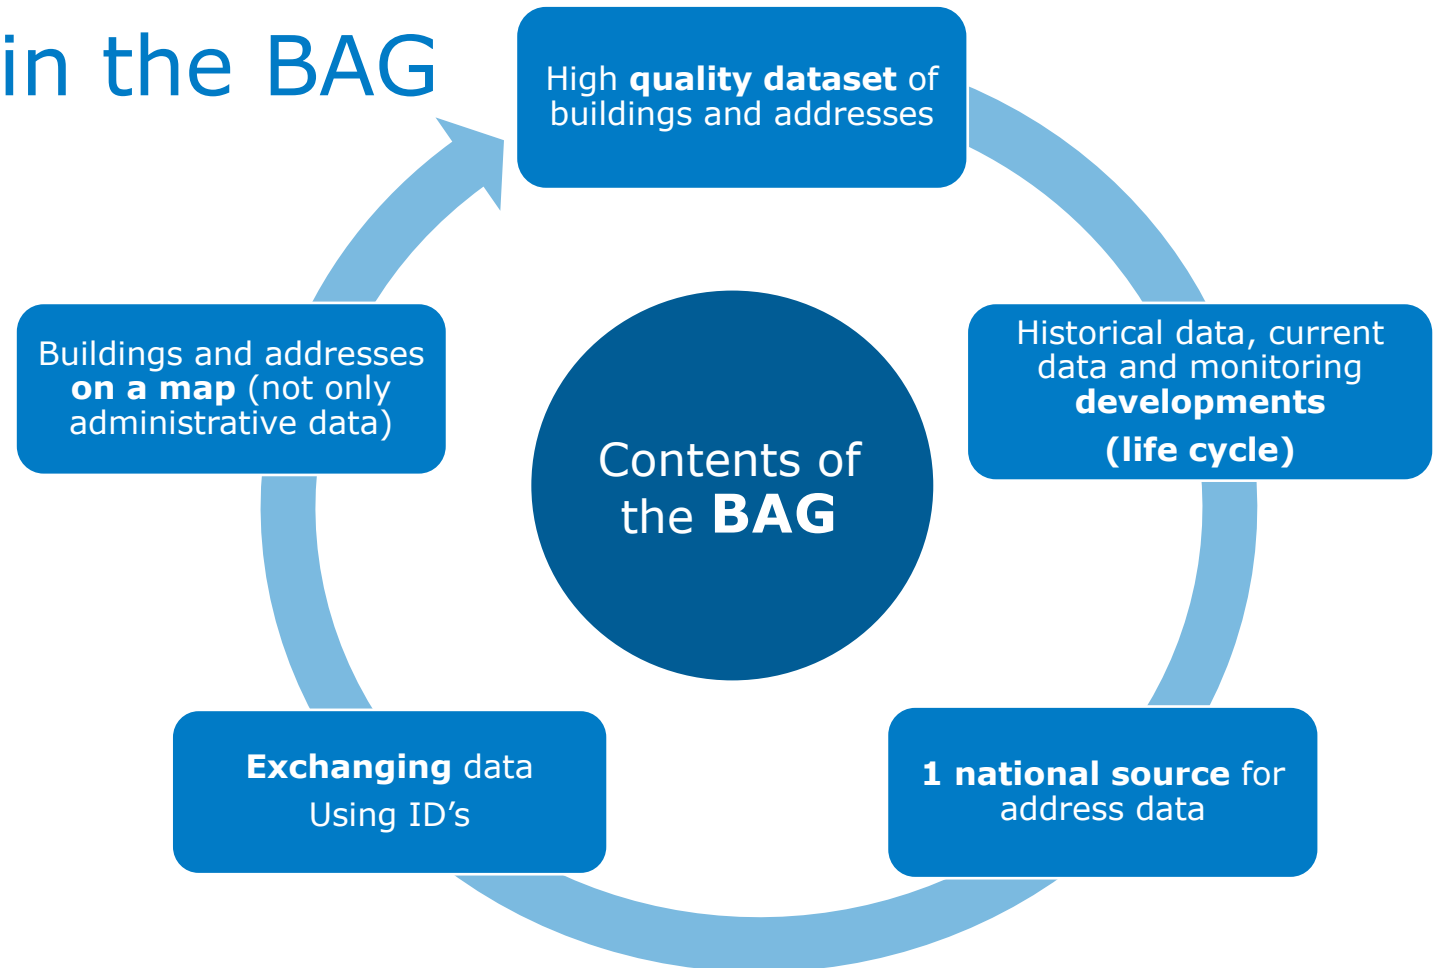 in the BAG
High quality dataset of
buildings and addresses
Historical data, current
data and monitoring
developments
(life cycle)
1 national source for
address data
Exchanging data
Using ID’s
Buildings and addresses
on a map (not only
administrative data)
Contents of
the BAG